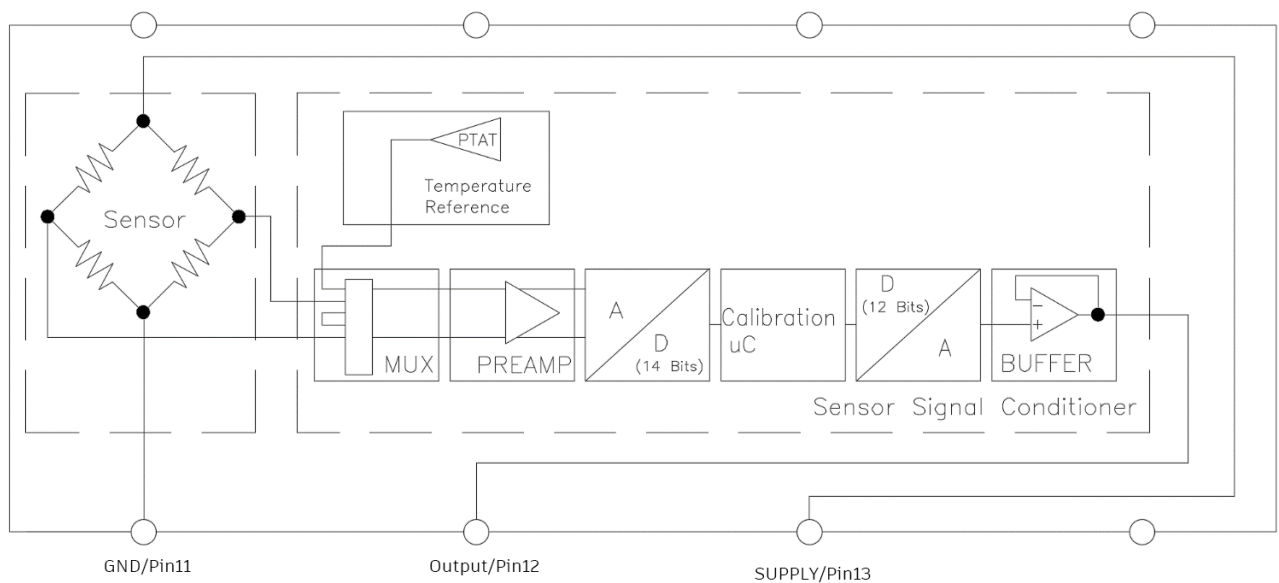 PTAT
Temperature
Reference
Sensor
MUX
PREAMP
A
D
(14 Bits)
Calibration
uC
D
(12 Bits)
A
−
+
BUFFER
Sensor Signal Conditioner
GND/Pin11
Output/Pin12
SUPPLY/Pin13